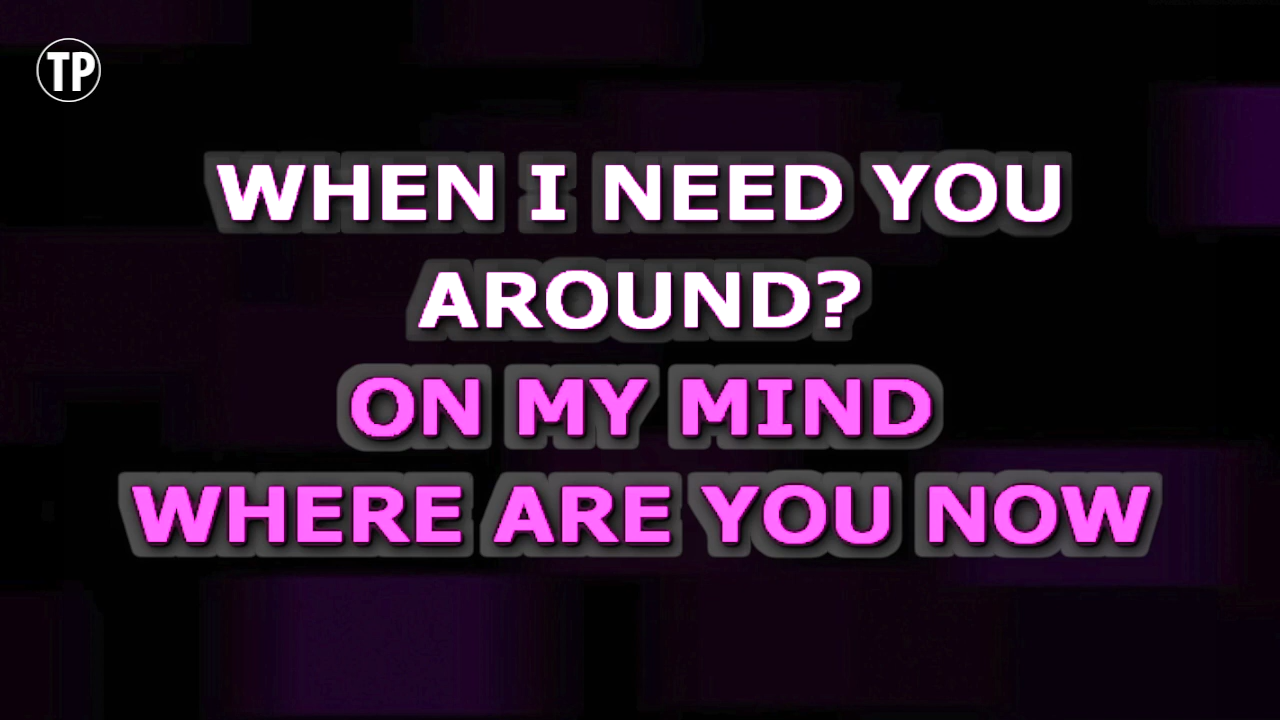 TP
WHEN I NEED YOU
AROUND?
ON MY MIND
WHERE ARE YOU NOW